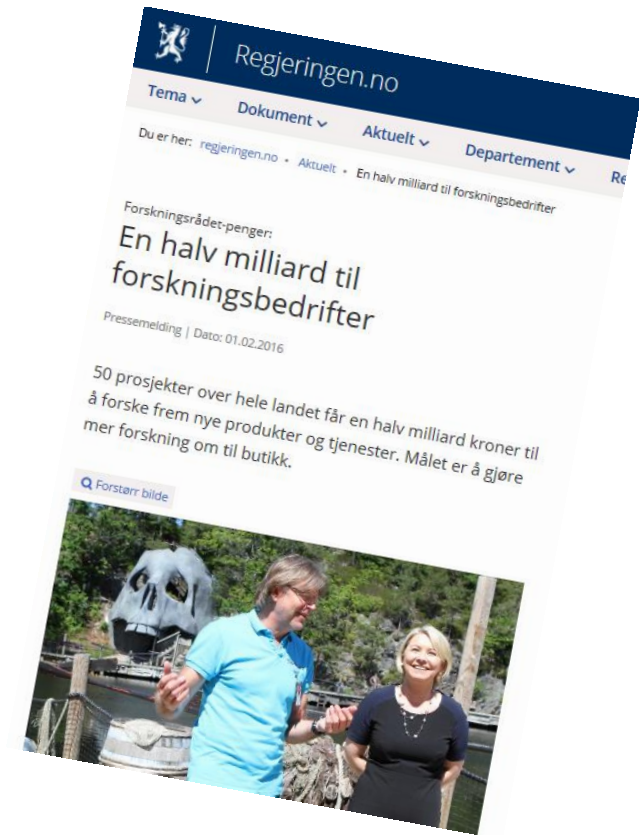 Regjeringen.no
Tema Dokument Aktuelt Departement Re
Du er her: regjeringen.no • Aktuelt • En halv milliard til forskningsbedrifter
Forskningsrådet-penger:
En halv milliard til
forskningsbedrifter
Pressemelding | Dato: 01.02.2016
50 prosjekter over hele landet får en halv milliard kroner til
å forske frem nye produkter og tjenester. Målet er å gjøre
mer forskning om til butikk.
Forstørr bilde